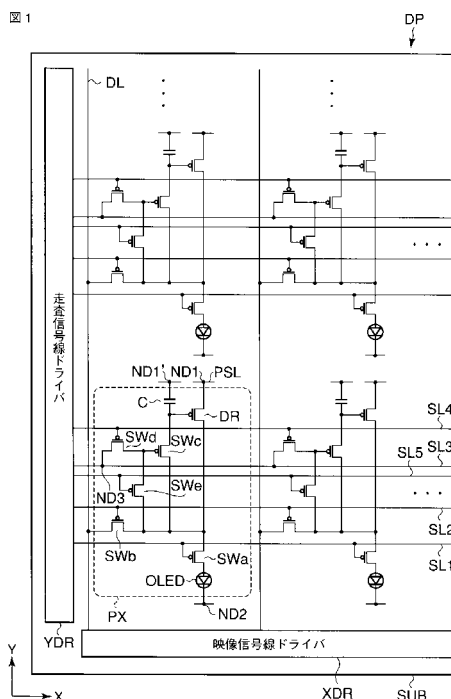 図1
DP
DL
走査信号線ドライバ
ND1'
ND1
PSL
C
DR
SL4
SWd
SWc
SL3
SL5
SWe
ND3
SL2
SWb
SWa
SL1
OLED
PX
ND2
YDR
映像信号線ドライバ
Y
X
XDR
SUB